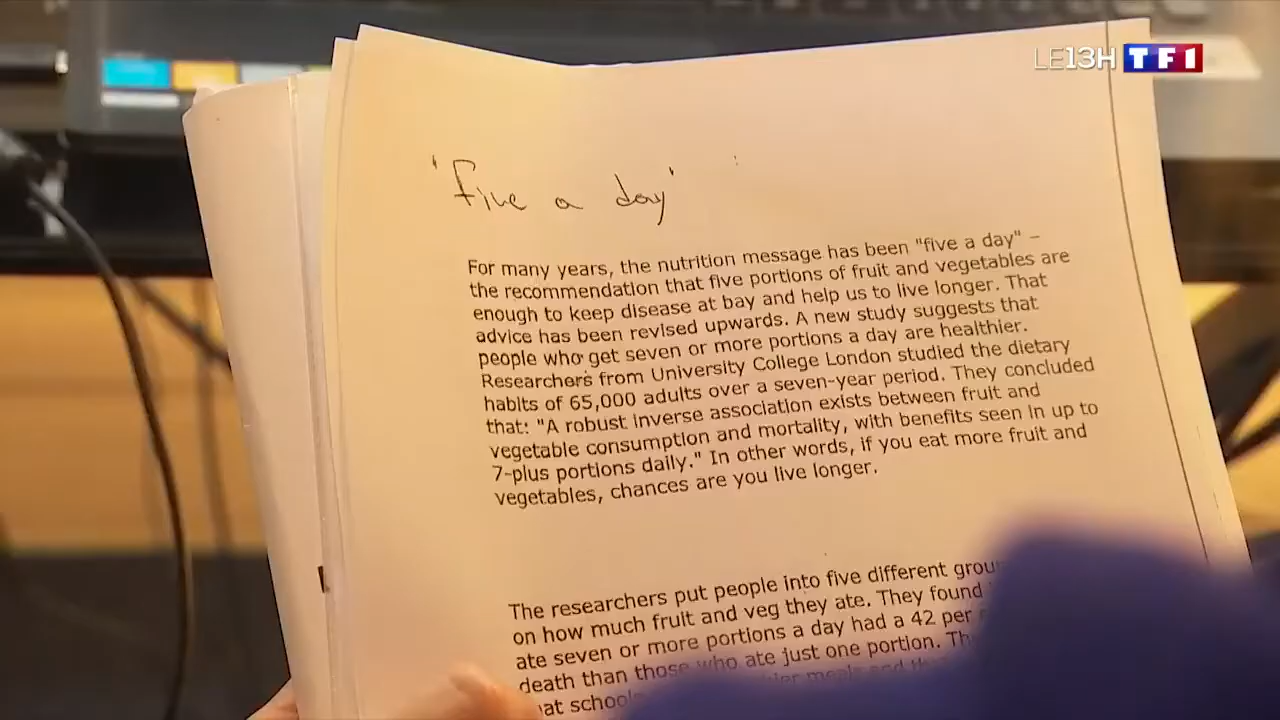 LE13H TF1
'five a day'
For many years, the nutrition message has been "five a day" –
the recommendation that five portions of fruit and vegetables are
enough to keep disease at bay and help us to live longer. That
advice has been revised upwards. A new study suggests that
people who get seven or more portions a day are healthier.
Researchers from University College London studied the dietary
habits of 65,000 adults over a seven-year period. They concluded
that: "A robust inverse association exists between fruit and
vegetable consumption and mortality, with benefits seen in up to
7-plus portions daily." In other words, if you eat more fruit and
vegetables, chances are you live longer.
The researchers put people into five different
on how much fruit and veg they ate. They found
ate seven or more portions a day had a 42 per
death than those who ate just one portion.
meals and